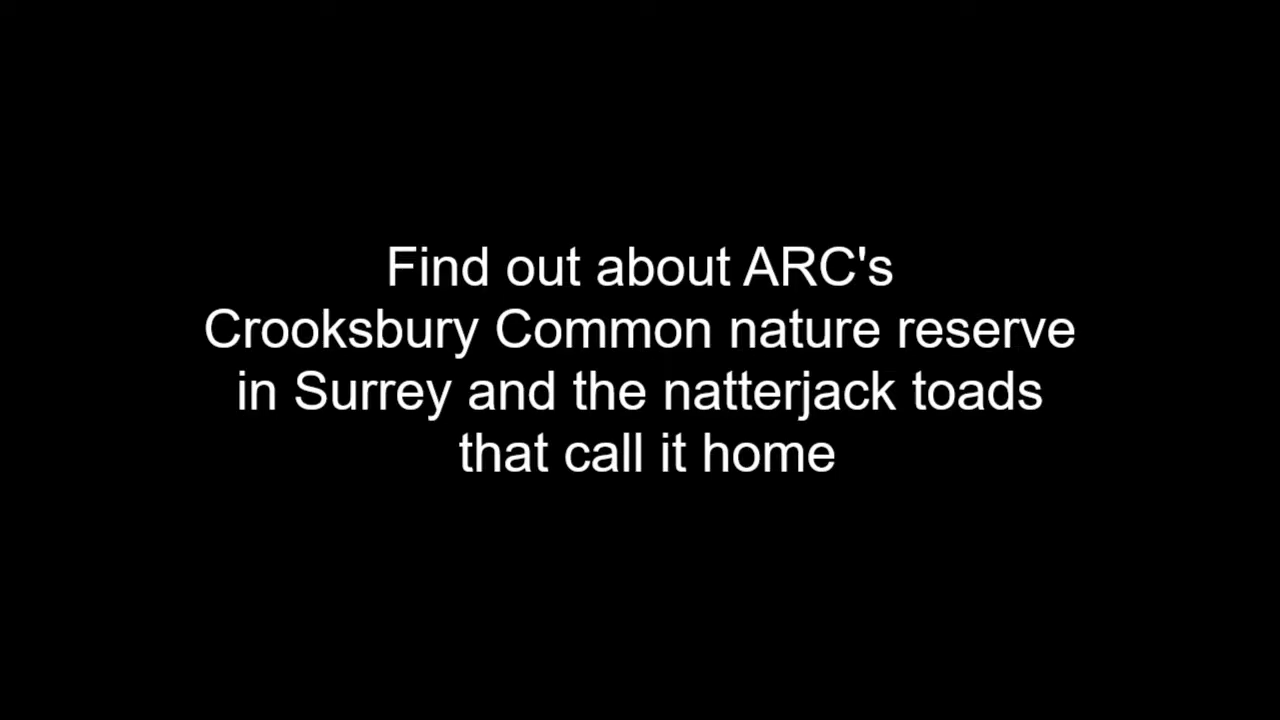 Find out about ARC's
Crooksbury Common nature reserve
in Surrey and the natterjack toads
that call it home